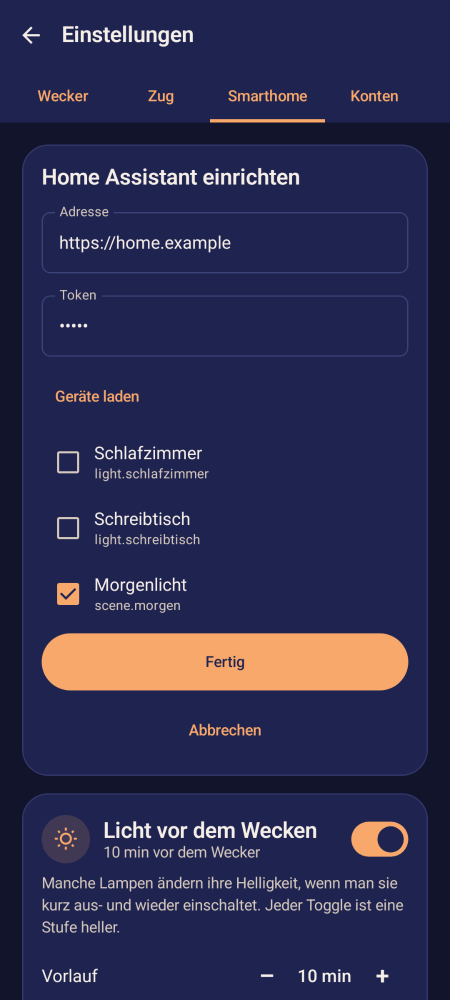 Einstellungen
Wecker Zug Smarthome Konten
Home Assistant einrichten
Adresse
https://home.example
Token
•••••
Geräte laden
Schlafzimmer
light.schlafzimmer
Schreibtisch
light.schreibtisch
Morgenlicht
scene.morgen
Fertig
Abbrechen
Licht vor dem Wecken
10 min vor dem Wecker
Manche Lampen ändern ihre Helligkeit, wenn man sie
kurz aus- und wieder einschaltet. Jeder Toggle ist eine
Stufe heller.
Vorlauf − 10 min +